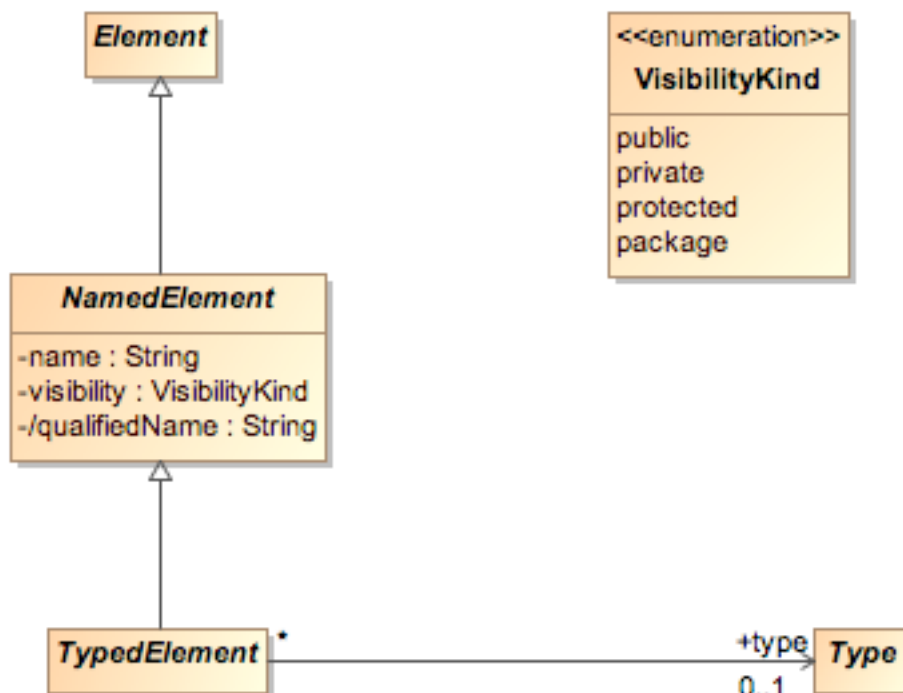 Element
<<enumeration>>
VisibilityKind
public
private
protected
package
NamedElement
-name : String
-visibility : VisibilityKind
-/qualifiedName : String
TypedElement
*
+type
0..1
Type